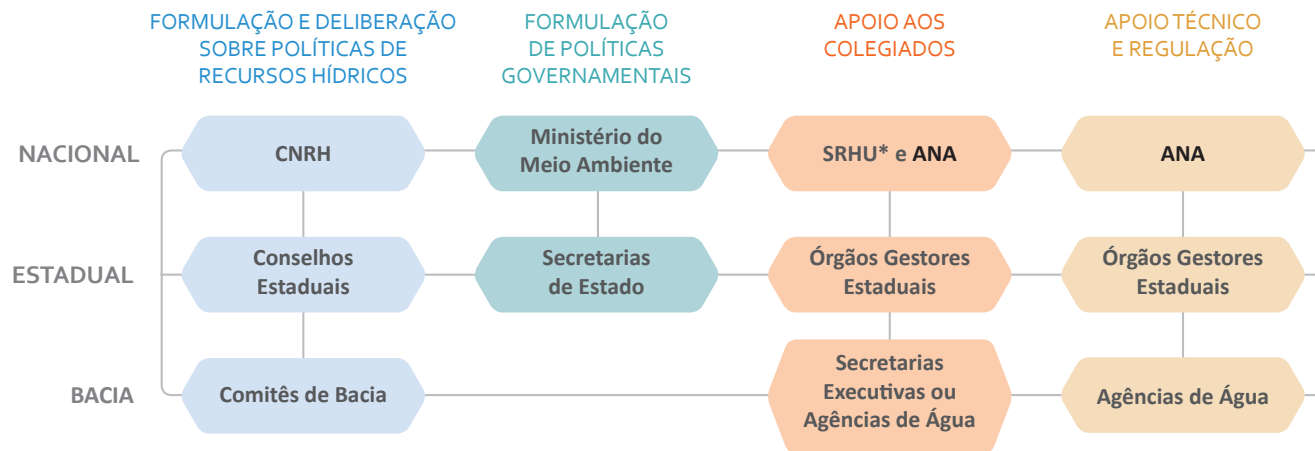 FORMULAÇÃO E DELIBERAÇÃO
SOBRE POLÍTICAS DE
RECURSOS HÍDRICOS
FORMULAÇÃO
DE POLÍTICAS
GOVERNAMENTAIS
APOIO AOS
COLEGIADOS
APOIO TÉCNICO
E REGULAÇÃO
NACIONAL
CNRH
Ministério do
Meio Ambiente
SRHU* e ANA
ANA
ESTADUAL
Conselhos
Estaduais
Secretarias
de Estado
Órgãos Gestores
Estaduais
Órgãos Gestores
Estaduais
BACIA
Comitês de Bacia
Secretarias
Executivas ou
Agências de Água
Agências de Água